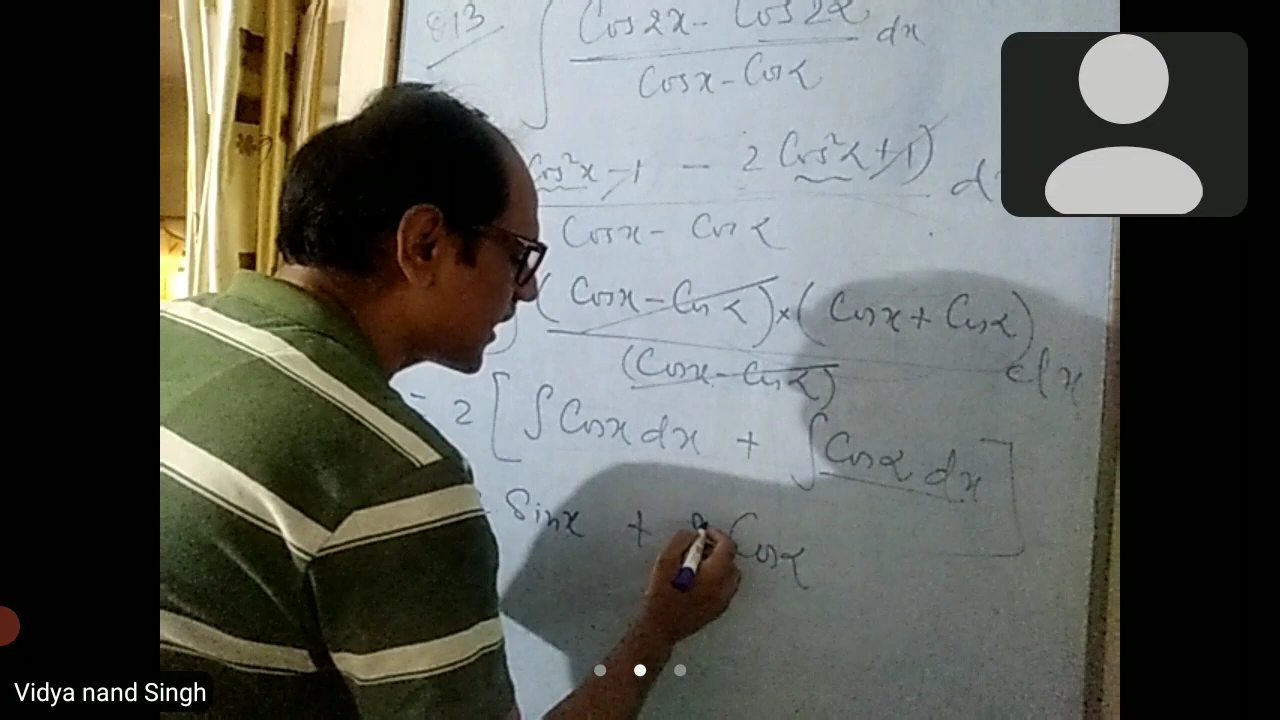 Q13 ∫ Cos2x - Cos2α dx
Cosx - Cosα
Cos²x - 1 - 2 Cos²α + 1) d
Cosx - Cosα
∫ (Cosx - Cosα) × (Cosx + Cosα) dx
(Cosx - Cosα)
= 2 [∫ Cosx dx + ∫ Cosα dx]
Sinx + Cosα
Vidya nand Singh